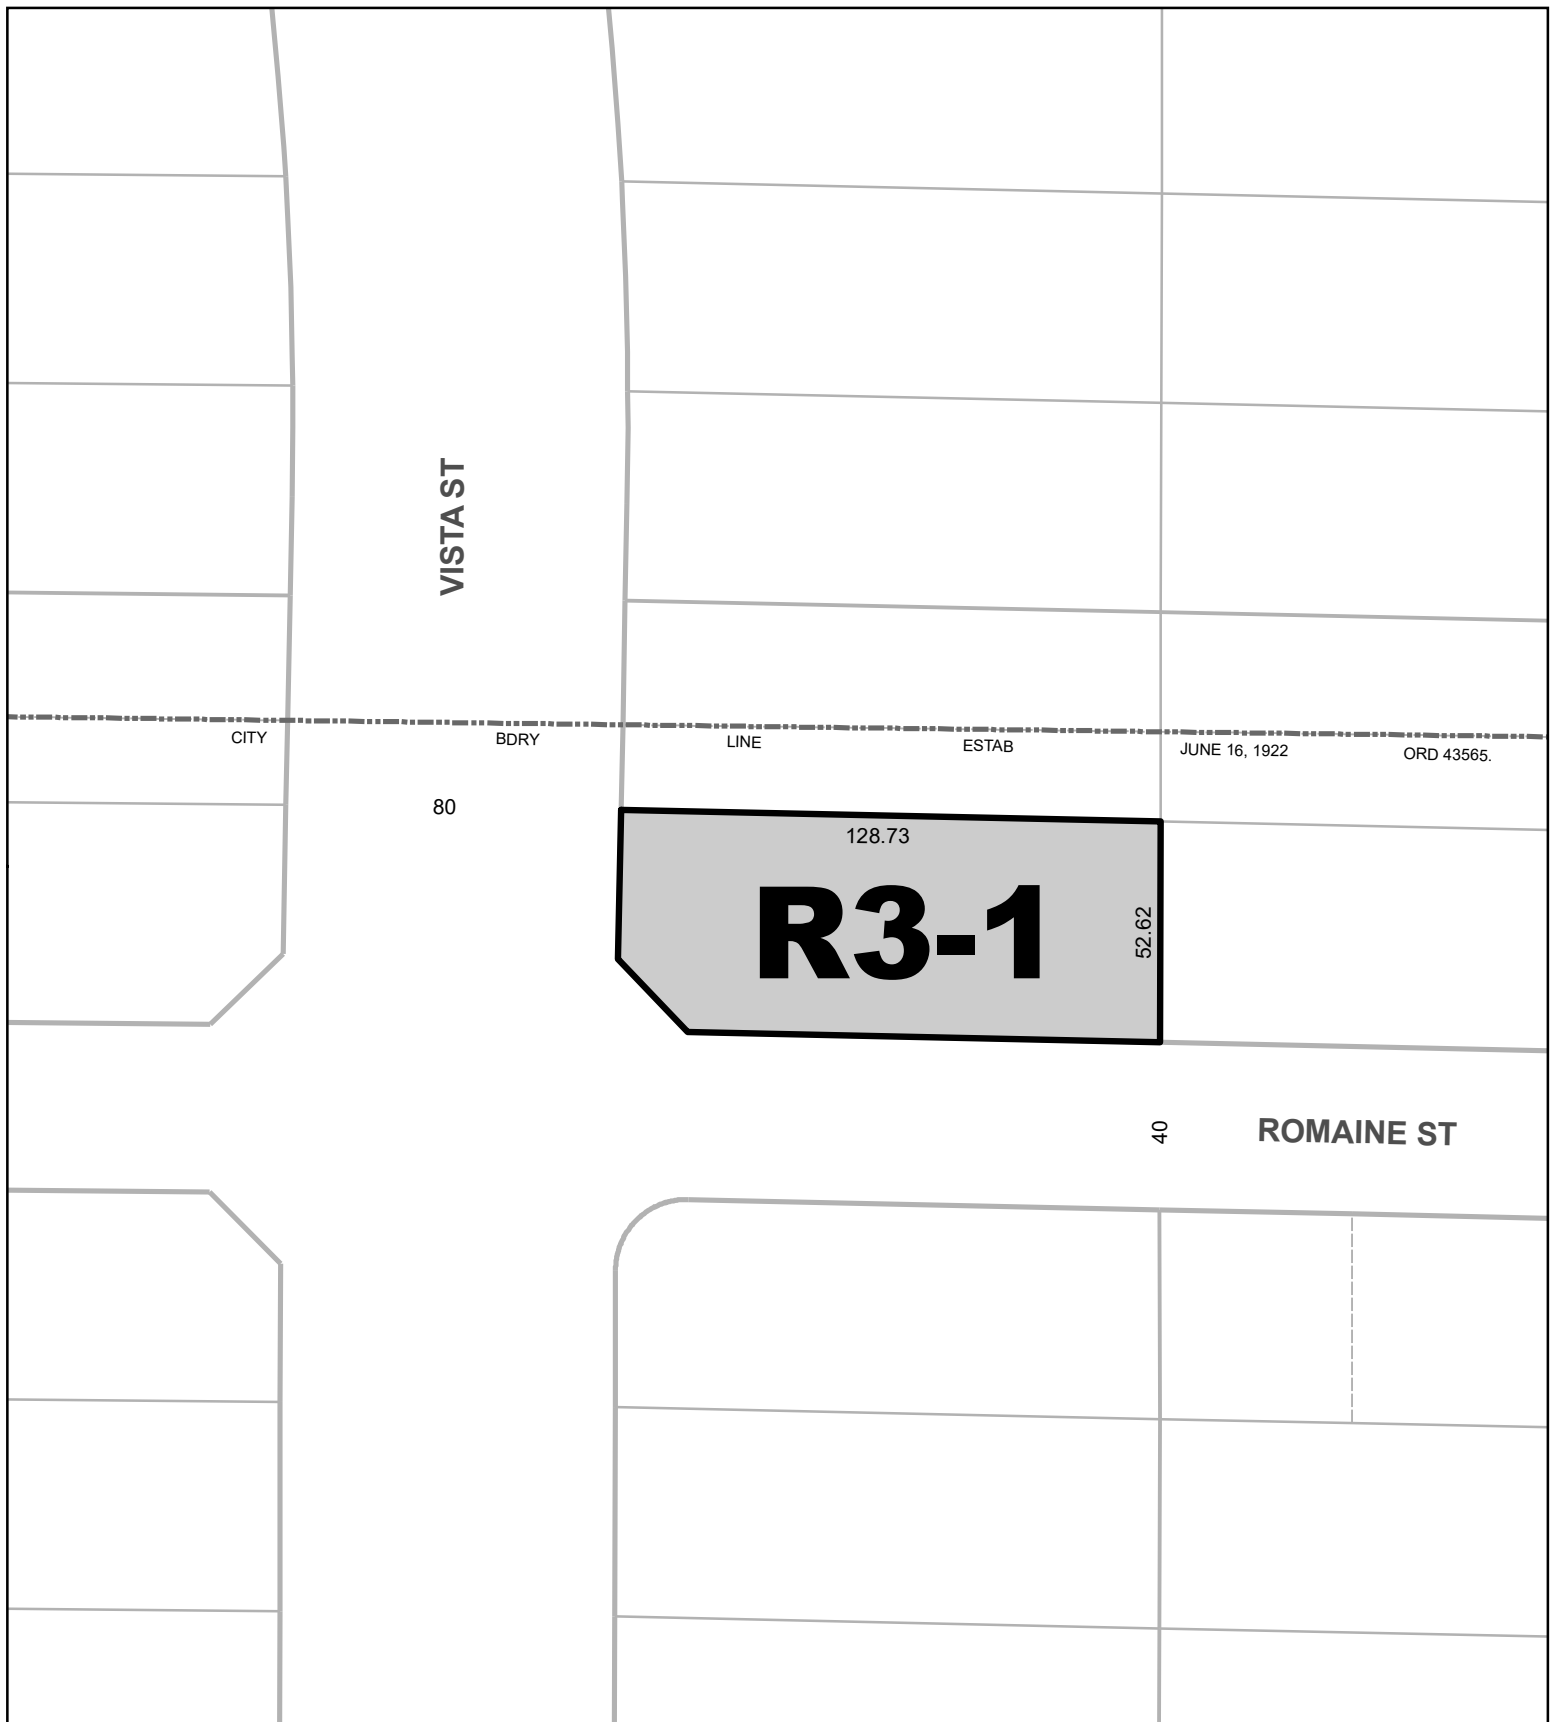 VISTA ST
CITY BDRY LINE ESTAB JUNE 16, 1922 ORD 43565.
80
128.73
R3-1
52.62
40
ROMAINE ST